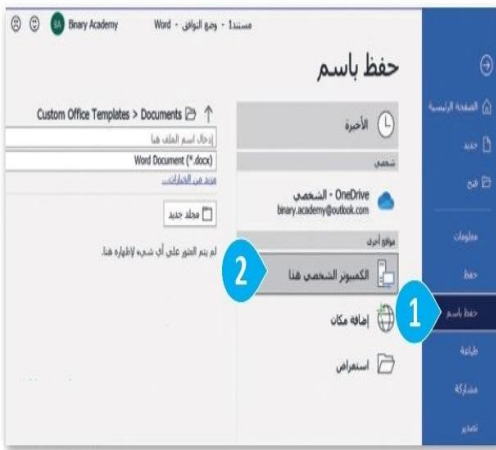 مستند1 - وضع التوافق - Word
Binary Academy
BA
حفظ باسم
الصفحة الرئيسية
جديد
فتح
معلومات
حفظ
حفظ باسم
طباعة
مشاركة
تصدير
1
الأخيرة
شخصي
OneDrive - الشخصي
binary.academy@outlook.com
مواقع أخرى
الكمبيوتر الشخصي هذا
2
إضافة مكان
استعراض
Custom Office Templates > Documents
إدخال اسم الملف هنا
Word Document (*.docx)
مزيد من الخيارات...
مجلد جديد
لم يتم العثور على أي شيء لإظهاره هنا.